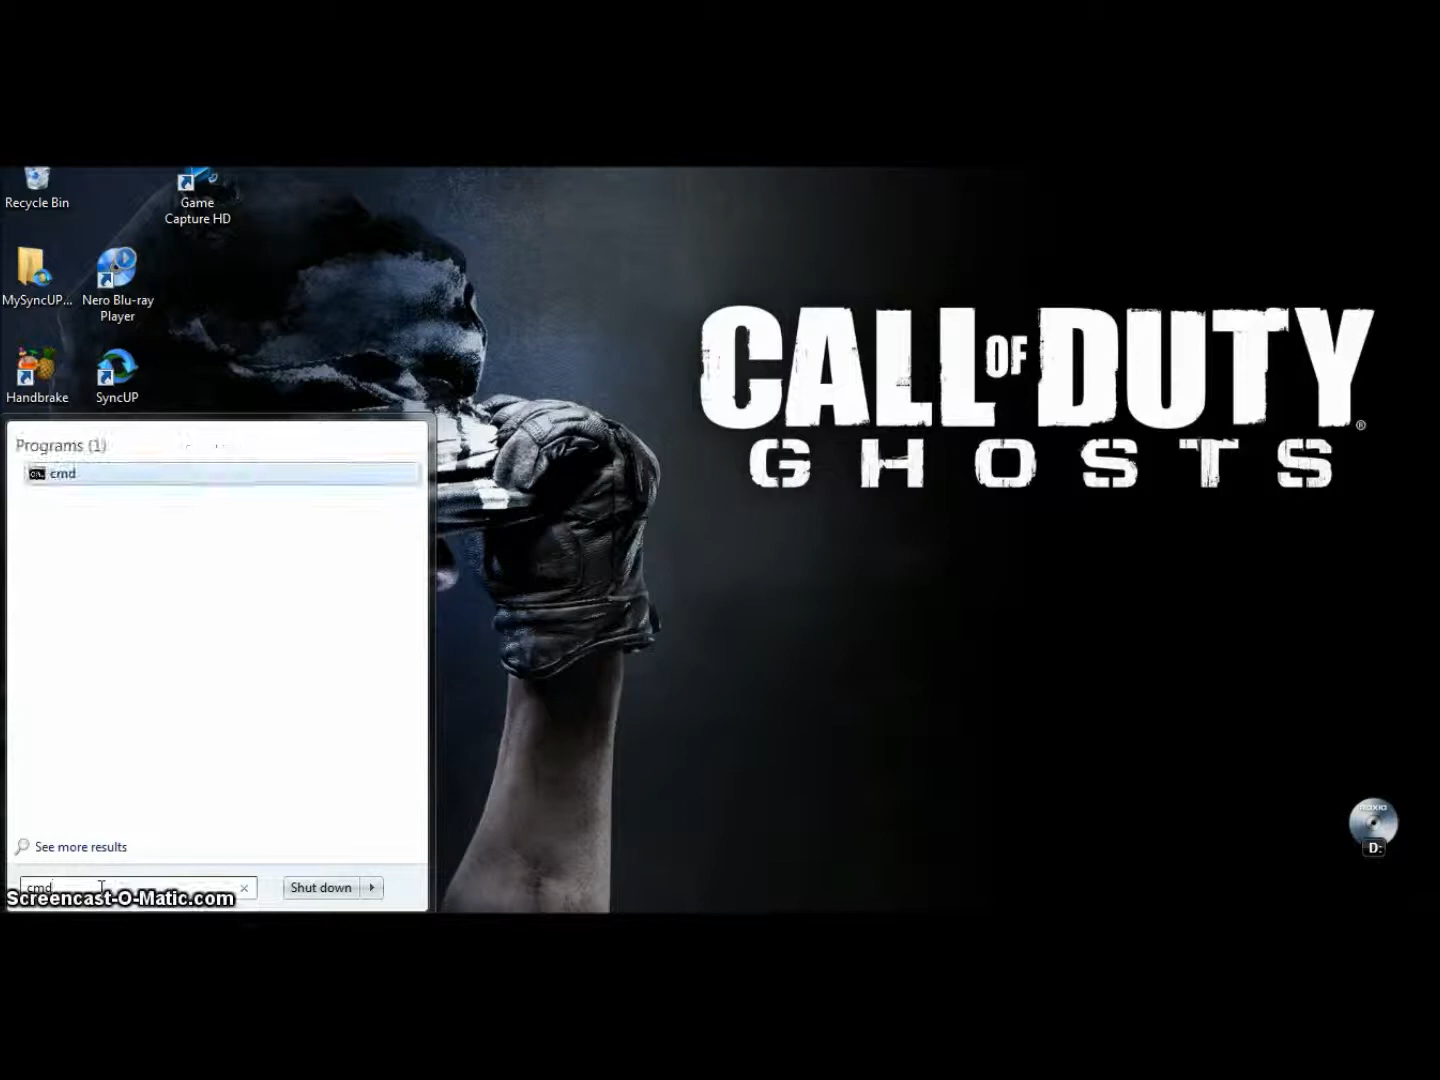 Recycle Bin
Game
Capture HD
MySyncUP...
Nero Blu-ray
Player
Handbrake
SyncUP
CALL OF DUTY®
GHOSTS
Programs (1)
cmd
See more results
cmd
Shut down
Screencast-O-Matic.com
D: